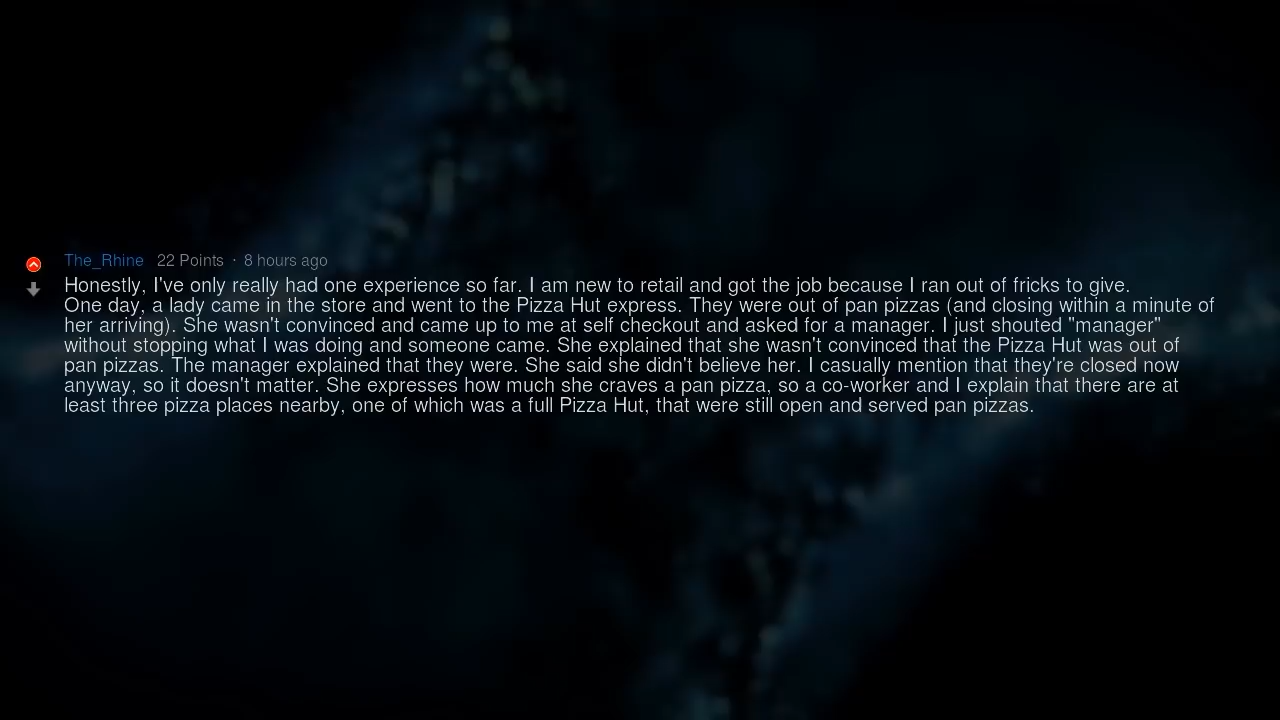 The_Rhine 22 Points · 8 hours ago
Honestly, I've only really had one experience so far. I am new to retail and got the job because I ran out of fricks to give.
One day, a lady came in the store and went to the Pizza Hut express. They were out of pan pizzas (and closing within a minute of
her arriving). She wasn't convinced and came up to me at self checkout and asked for a manager. I just shouted "manager"
without stopping what I was doing and someone came. She explained that she wasn't convinced that the Pizza Hut was out of
pan pizzas. The manager explained that they were. She said she didn't believe her. I casually mention that they're closed now
anyway, so it doesn't matter. She expresses how much she craves a pan pizza, so a co-worker and I explain that there are at
least three pizza places nearby, one of which was a full Pizza Hut, that were still open and served pan pizzas.